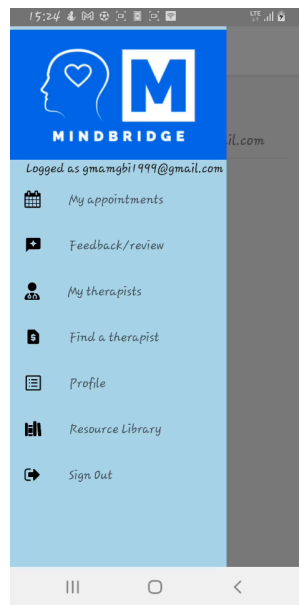 15:24
LTE
M
MINDBRIDGE
il.com
Logged as gmamgbi1999@gmail.com
My appointments
Feedback/review
My therapists
Find a therapist
Profile
Resource Library
Sign Out